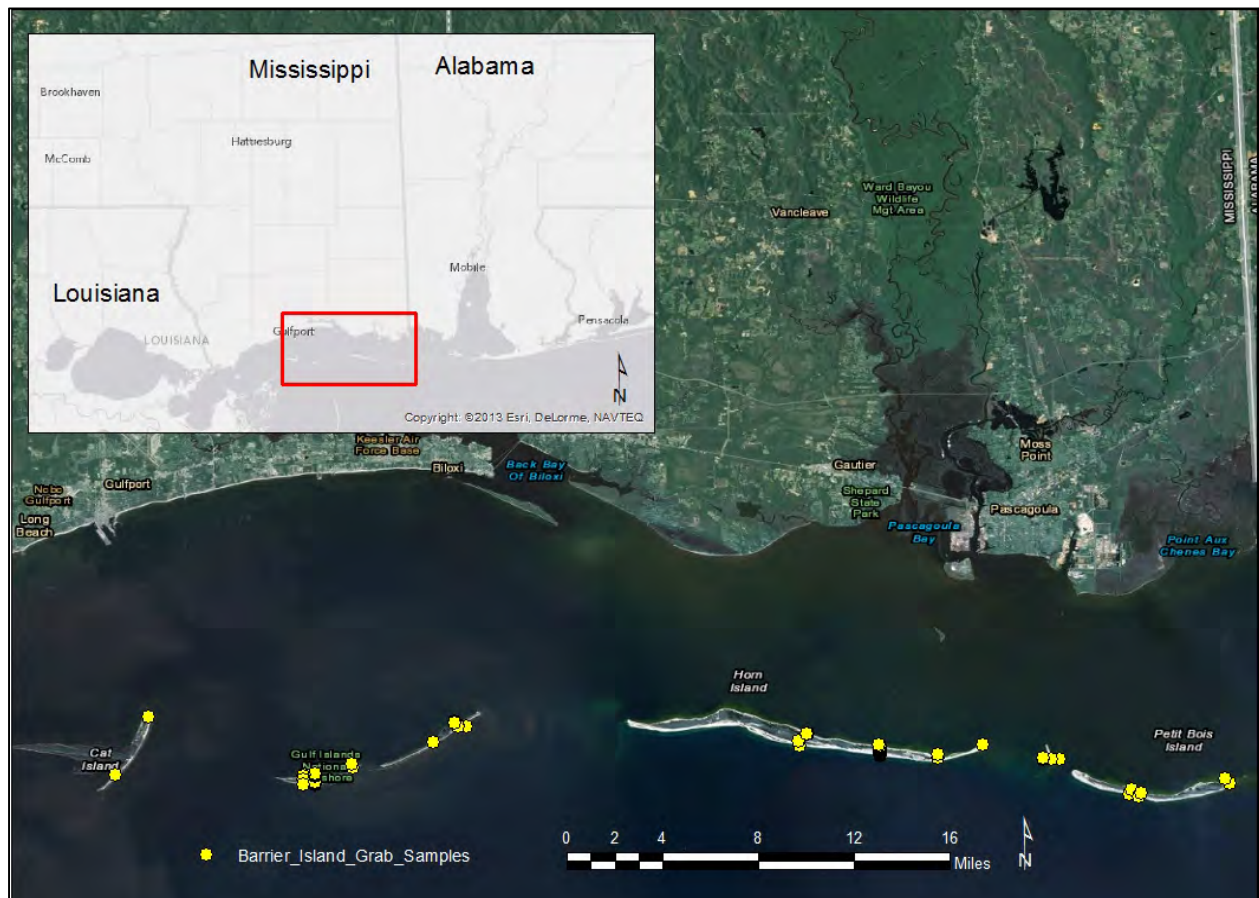 Mississippi
Alabama
Brookhaven
Hattiesburg
McComb
Louisiana
Mobile
Pensacola
Gulfport
LOUISIANA
N
Copyright: ©2013 Esri, DeLorme, NAVTEQ
MISSISSIPPI
ALABAMA
Ward Bayou
Wildlife
Mgt Area
Vancleave
Keesler Air
Force Base
Biloxi
Back Bay
Of Biloxi
Gulfport
Gulfport
Long
Beach
Gautier
Moss
Point
Shepard
State
Park
Pascagoula
Pascagoula
Bay
Point Aux
Chenes Bay
Horn
Island
Petit Bois
Island
Cat
Island
Gulf Islands
Barrier_Island_Grab_Samples
0 2 4 8 12 16
Miles
N